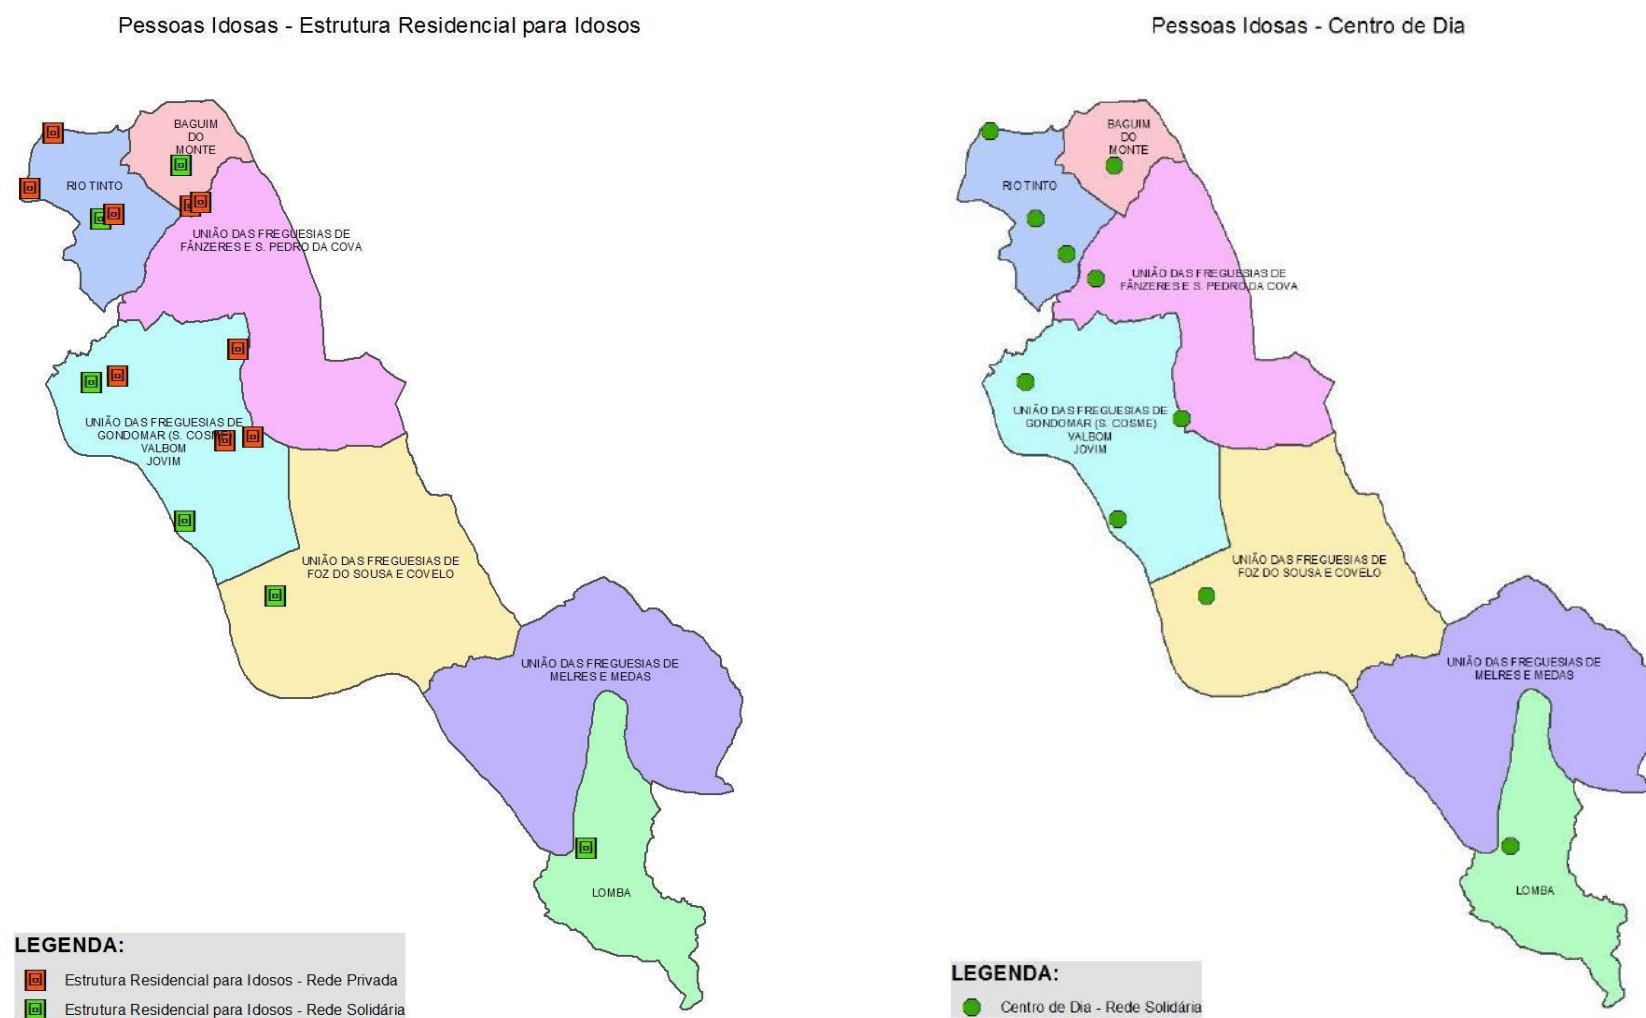 Pessoas Idosas - Estrutura Residencial para Idosos
BAGUIM
DO
MONTE
RIO TINTO
UNIÃO DAS FREGUESIAS DE
FÂNZERES E S. PEDRO DA COVA
UNIÃO DAS FREGUESIAS DE
GONDOMAR (S. COSME)
VALBOM
JOVIM
UNIÃO DAS FREGUESIAS DE
FOZ DO SOUSA E COVELO
UNIÃO DAS FREGUESIAS DE
MELRES E MEDAS
LOMBA
LEGENDA:
Estrutura Residencial para Idosos - Rede Privada
Estrutura Residencial para Idosos - Rede Solidária
Pessoas Idosas - Centro de Dia
BAGUIM
DO
MONTE
RIO TINTO
UNIÃO DAS FREGUESIAS DE
FÂNZERES E S. PEDRO DA COVA
UNIÃO DAS FREGUESIAS DE
GONDOMAR (S. COSME)
VALBOM
JOVIM
UNIÃO DAS FREGUESIAS DE
FOZ DO SOUSA E COVELO
UNIÃO DAS FREGUESIAS DE
MELRES E MEDAS
LOMBA
LEGENDA:
Centro de Dia - Rede Solidária